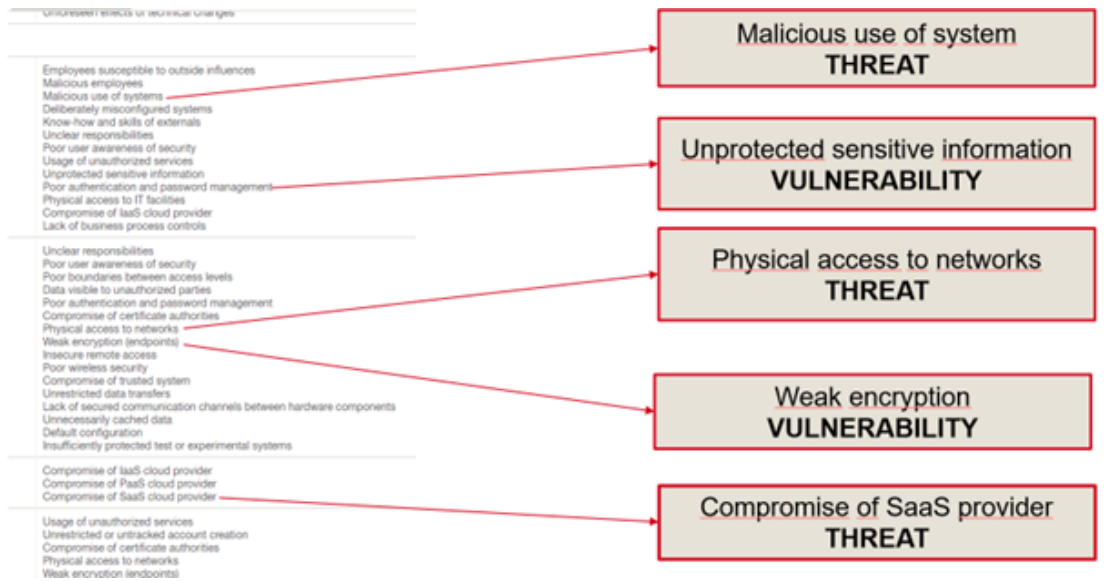 Unforeseen effects of technical changes
Employees susceptible to outside influences
Malicious employees
Malicious use of systems
Deliberately misconfigured systems
Know-how and skills of externals
Unclear responsibilities
Poor user awareness of security
Usage of unauthorized services
Unprotected sensitive information
Poor authentication and password management
Physical access to IT facilities
Compromise of IaaS cloud provider
Lack of business process controls
Unclear responsibilities
Poor user awareness of security
Poor boundaries between access levels
Data visible to unauthorized parties
Poor authentication and password management
Compromise of certificate authorities
Physical access to networks
Weak encryption (endpoints)
Insecure remote access
Poor wireless security
Compromise of trusted system
Unrestricted data transfers
Lack of secured communication channels between hardware components
Unnecessarily cached data
Default configuration
Insufficiently protected test or experimental systems
Compromise of IaaS cloud provider
Compromise of PaaS cloud provider
Compromise of SaaS cloud provider
Usage of unauthorized services
Unrestricted or untracked account creation
Compromise of certificate authorities
Physical access to networks
Weak encryption (endpoints)
Malicious use of system
THREAT
Unprotected sensitive information
VULNERABILITY
Physical access to networks
THREAT
Weak encryption
VULNERABILITY
Compromise of SaaS provider
THREAT